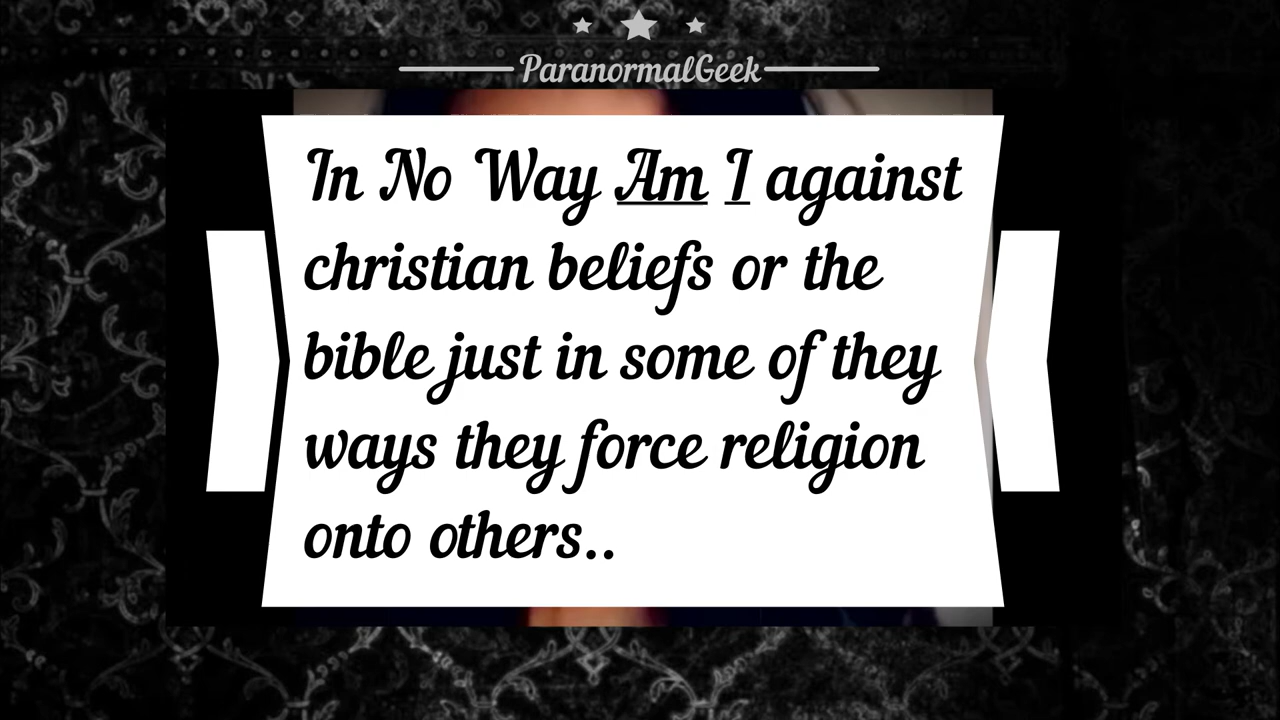 ParanormalGeek
In No Way Am I against
christian beliefs or the
bible just in some of they
ways they force religion
onto others..